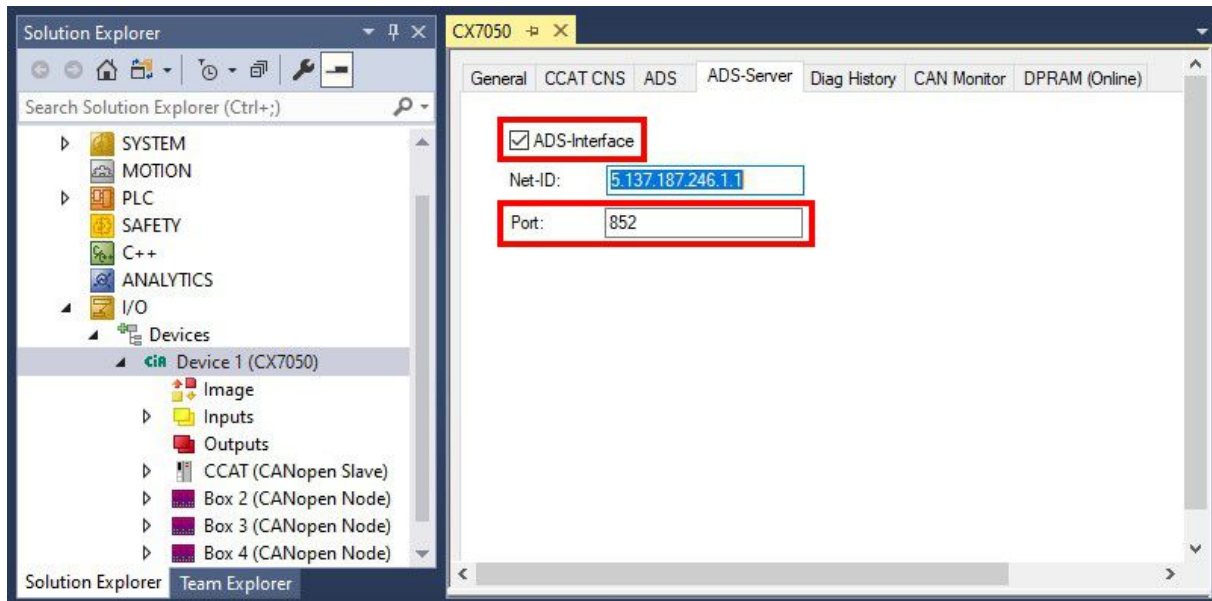 Solution Explorer
Search Solution Explorer (Ctrl+;)
SYSTEM
MOTION
PLC
SAFETY
C++
ANALYTICS
I/O
Devices
CiA Device 1 (CX7050)
Image
Inputs
Outputs
CCAT (CANopen Slave)
Box 2 (CANopen Node)
Box 3 (CANopen Node)
Box 4 (CANopen Node)
Solution Explorer Team Explorer
CX7050
General CCAT CNS ADS ADS-Server Diag History CAN Monitor DPRAM (Online)
ADS-Interface
Net-ID: 5.137.187.246.1.1
Port: 852